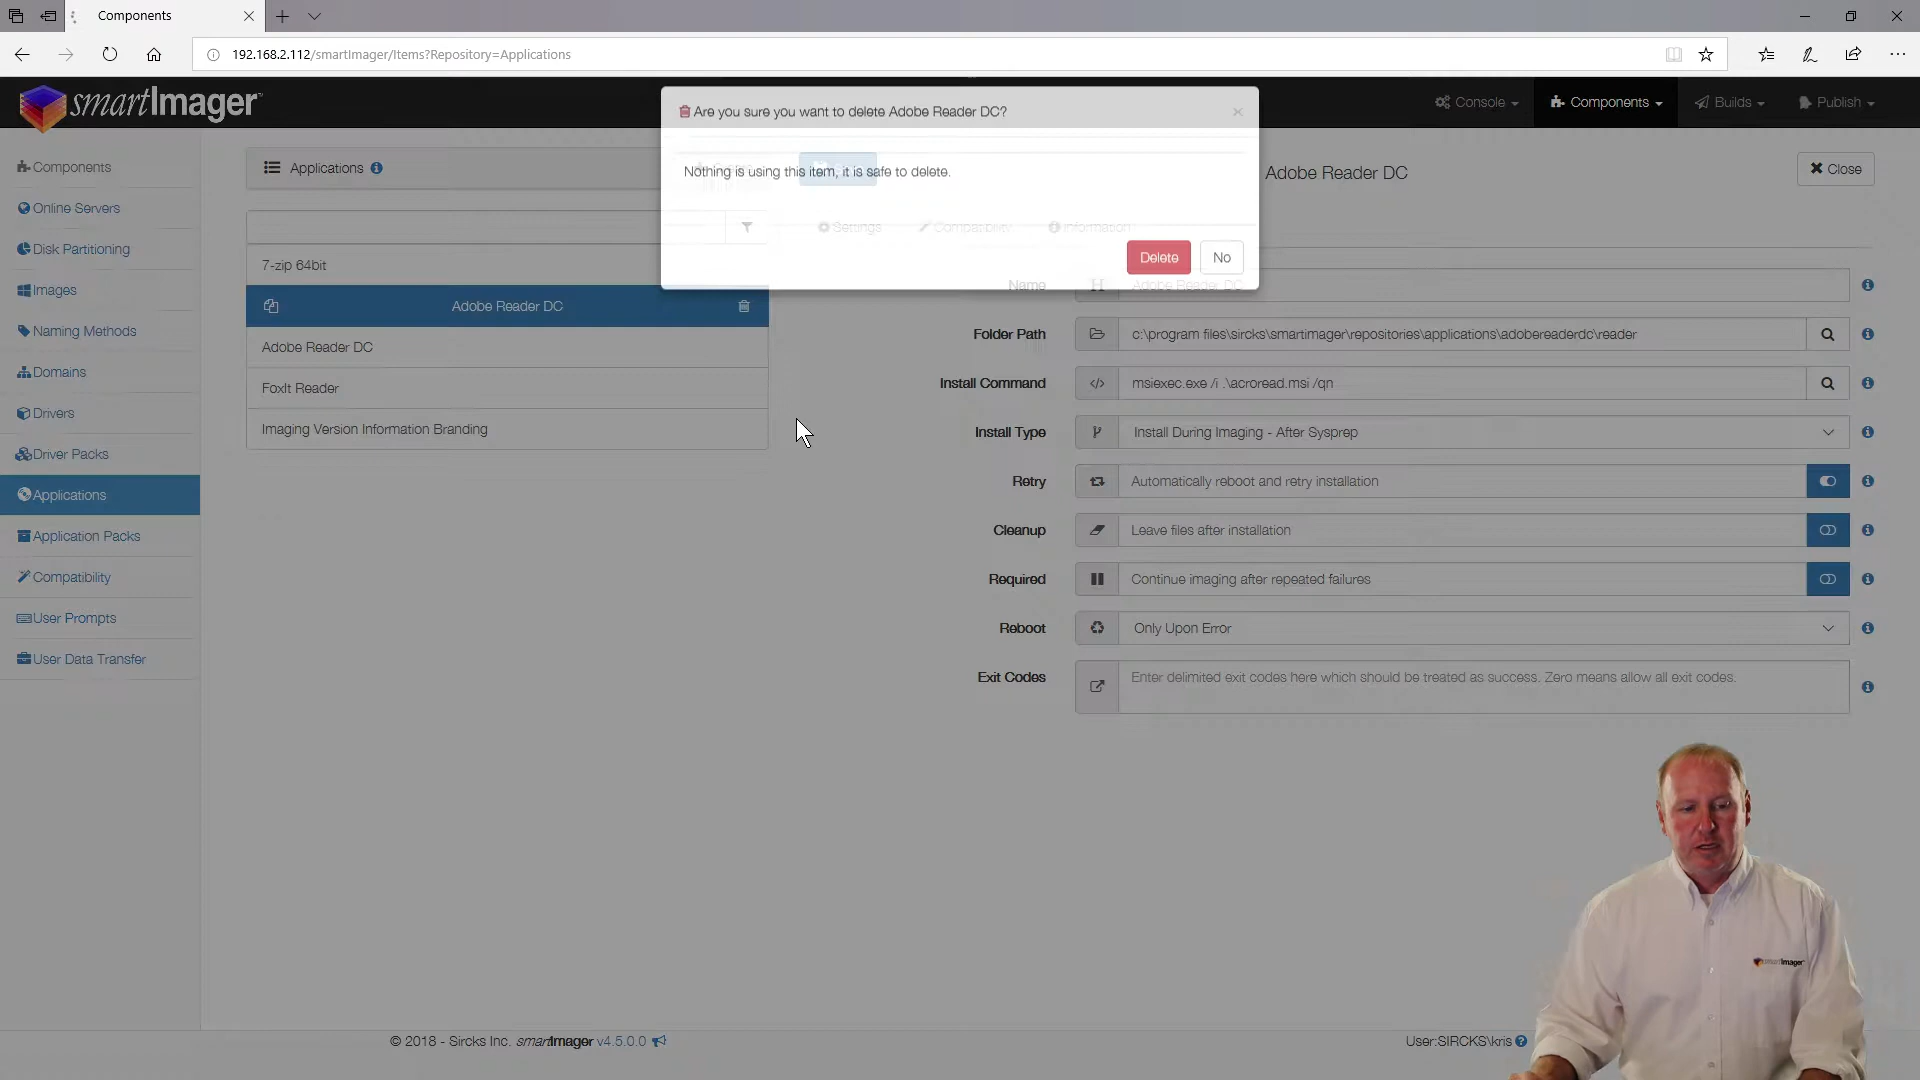 Components
192.168.2.112/smartImager/Items?Repository=Applications
smartImager
Console
Components
Builds
Publish
Are you sure you want to delete Adobe Reader DC?
Nothing is using this item, it is safe to delete.
Settings
Compatibility
Information
Delete
No
Components
Online Servers
Disk Partitioning
Images
Naming Methods
Domains
Drivers
Driver Packs
Applications
Application Packs
Compatibility
User Prompts
User Data Transfer
Applications
7-zip 64bit
Adobe Reader DC
Adobe Reader DC
FoxIt Reader
Imaging Version Information Branding
Adobe Reader DC
Close
Name
Adobe Reader DC
Folder Path
c:\program files\sircks\smartimager\repositories\applications\adobereaderdc\reader
Install Command
msiexec.exe /i .\acroread.msi /qn
Install Type
Install During Imaging - After Sysprep
Retry
Automatically reboot and retry installation
Cleanup
Leave files after installation
Required
Continue imaging after repeated failures
Reboot
Only Upon Error
Exit Codes
Enter delimited exit codes here which should be treated as success. Zero means allow all exit codes.
smartImager
© 2018 - Sircks Inc. smartImager v4.5.0.0
User:SIRCKS\kris